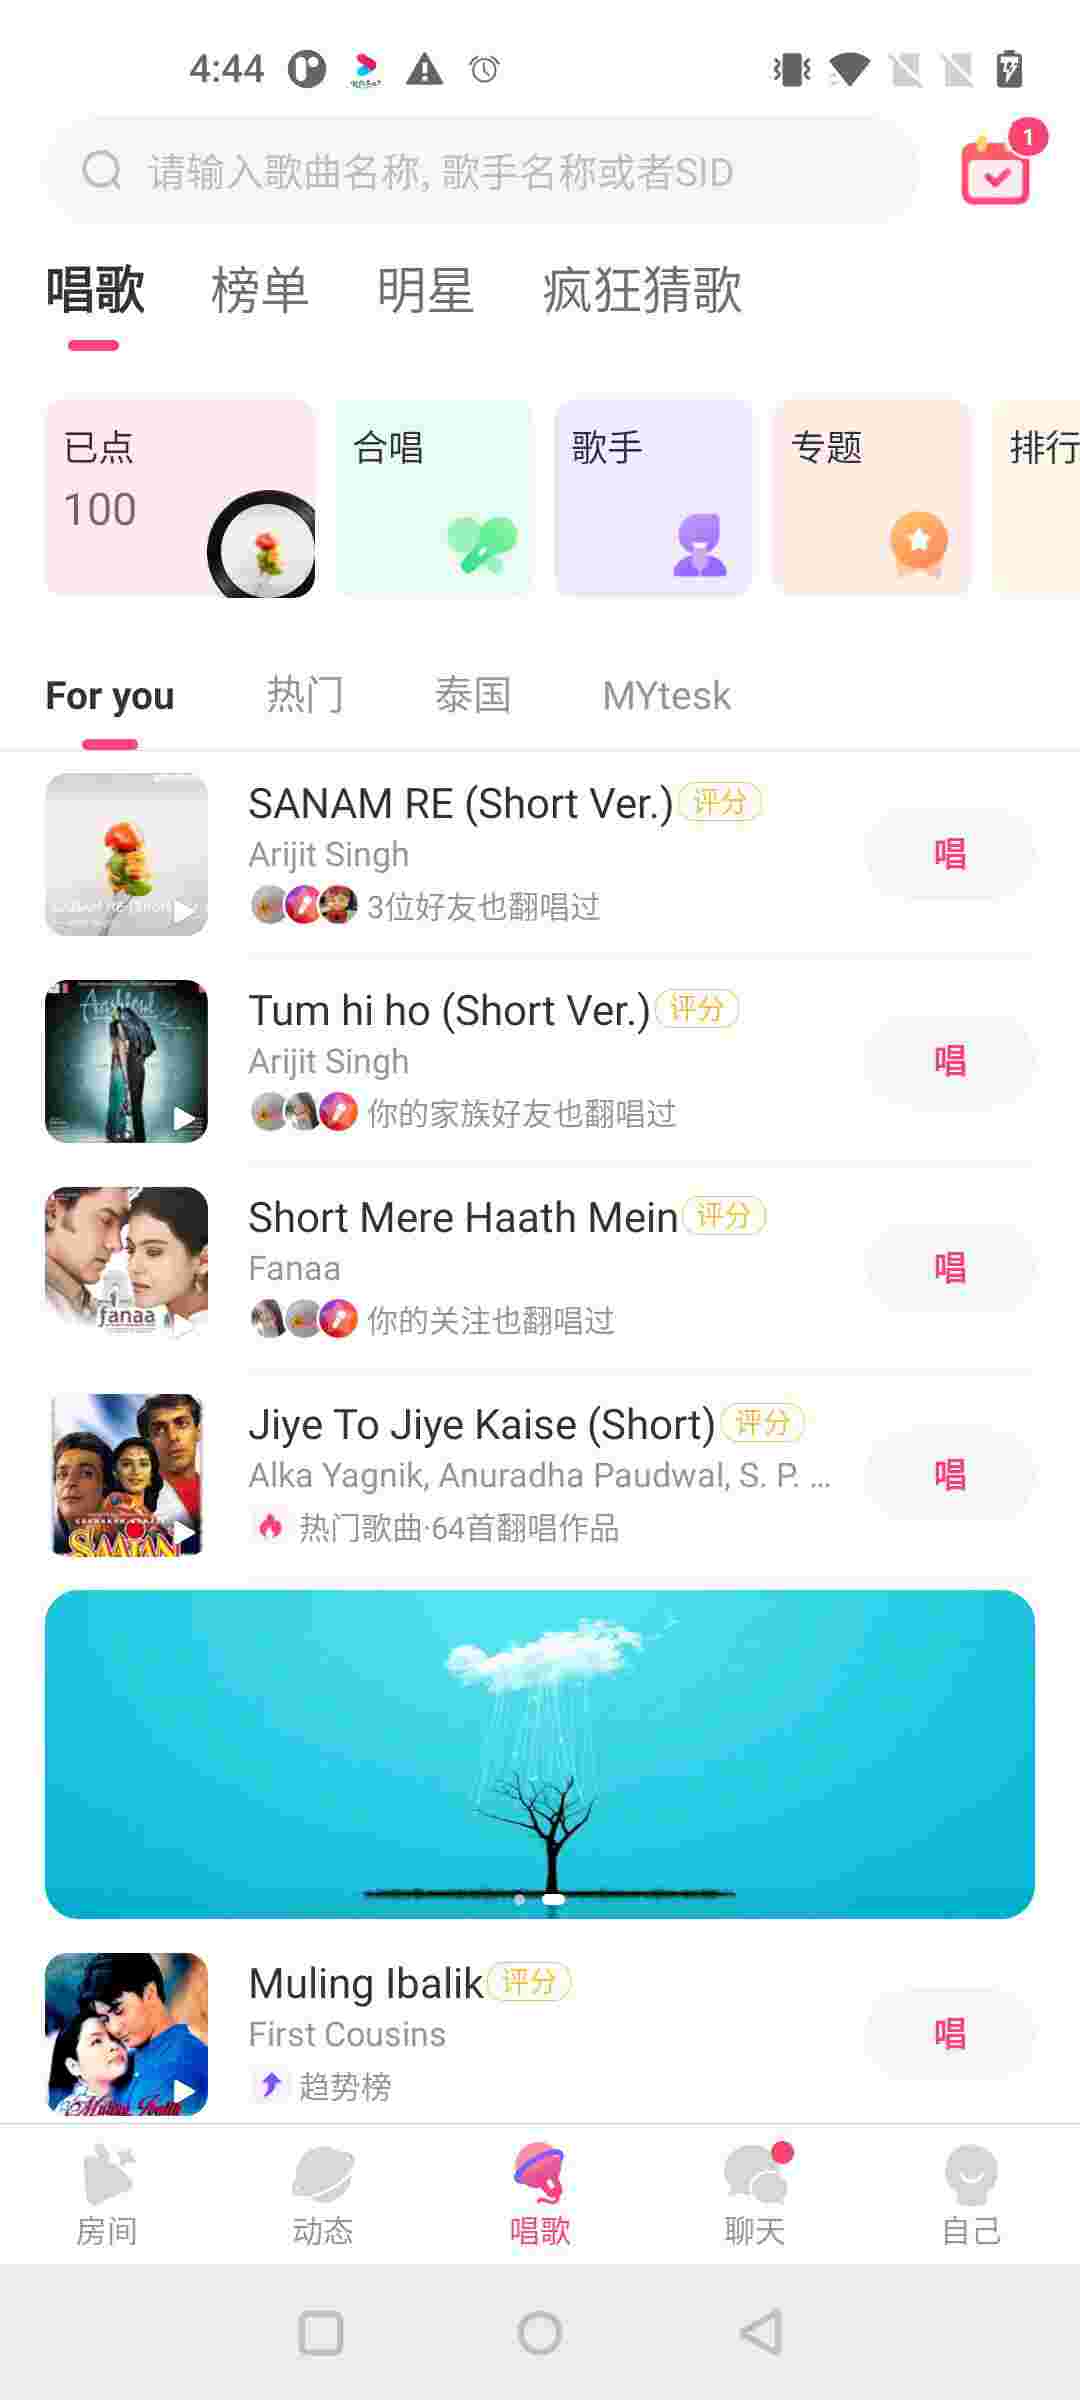 4:44
请输入歌曲名称, 歌手名称或者SID
1
唱歌 榜单 明星 疯狂猜歌
已点 合唱 歌手 专题 排行
100
For you 热门 泰国 MYtesk
SANAM RE (Short Ver.) 评分
Arijit Singh
唱
3位好友也翻唱过
Tum hi ho (Short Ver.) 评分
Arijit Singh
唱
你的家族好友也翻唱过
Short Mere Haath Mein 评分
Fanaa
唱
fanaa
你的关注也翻唱过
Jiye To Jiye Kaise (Short) 评分
Alka Yagnik, Anuradha Paudwal, S. P. ...
唱
热门歌曲·64首翻唱作品
SAAJAN
Muling Ibalik 评分
First Cousins
唱
趋势榜
Muling Ibalik
房间 动态 唱歌 聊天 自己